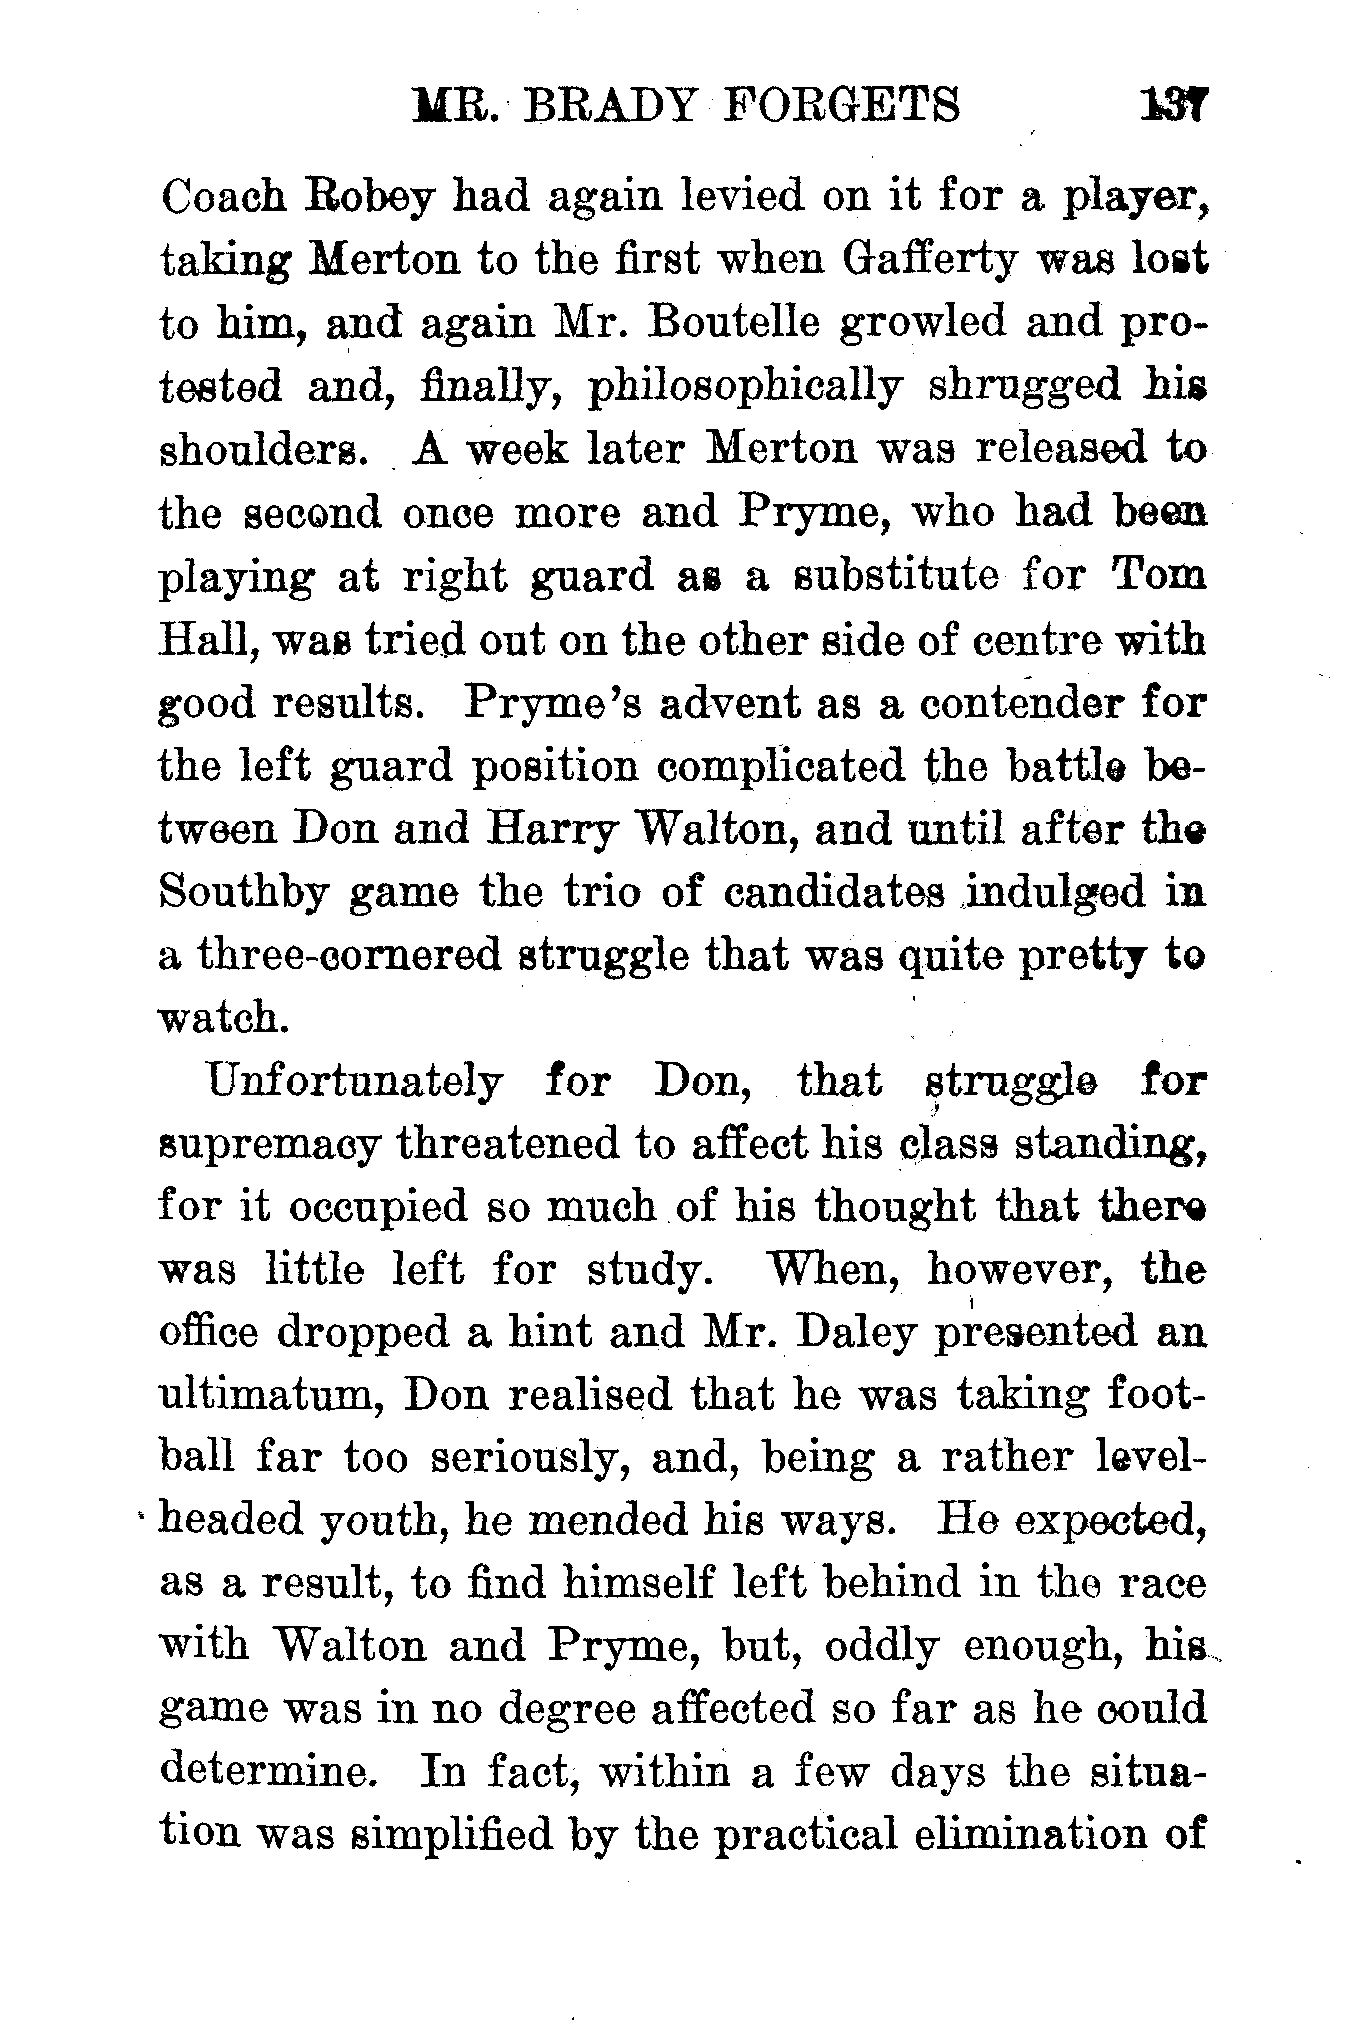 MR. BRADY FORGETS 137
Coach Robey had again levied on it for a player,
taking Merton to the first when Gafferty was lost
to him, and again Mr. Boutelle growled and pro-
tested and, finally, philosophically shrugged his
shoulders. A week later Merton was released to
the second once more and Pryme, who had been
playing at right guard as a substitute for Tom
Hall, was tried out on the other side of centre with
good results. Pryme's advent as a contender for
the left guard position complicated the battle be-
tween Don and Harry Walton, and until after the
Southby game the trio of candidates indulged in
a three-cornered struggle that was quite pretty to
watch.
Unfortunately for Don, that struggle for
supremacy threatened to affect his class standing,
for it occupied so much of his thought that there
was little left for study. When, however, the
office dropped a hint and Mr. Daley presented an
ultimatum, Don realised that he was taking foot-
ball far too seriously, and, being a rather level-
headed youth, he mended his ways. He expected,
as a result, to find himself left behind in the race
with Walton and Pryme, but, oddly enough, his
game was in no degree affected so far as he could
determine. In fact, within a few days the situa-
tion was simplified by the practical elimination of